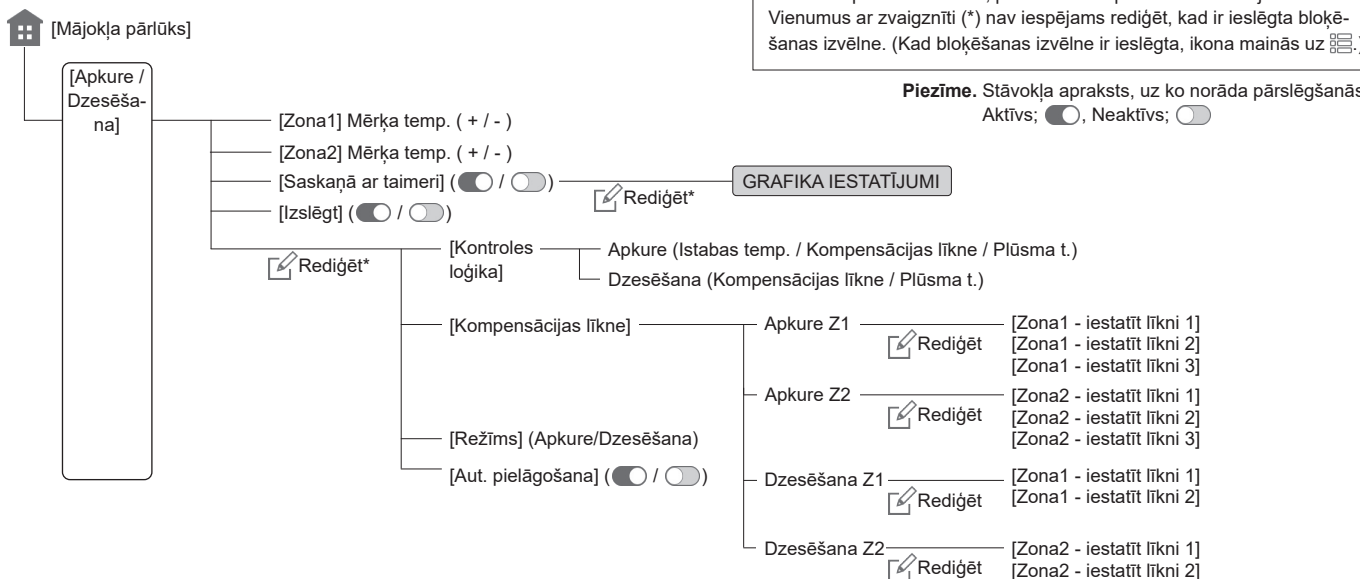 [Mājokļa pārlūks]
Vienumus ar zvaigznīti (*) nav iespējams rediģēt, kad ir ieslēgta bloķē-
šanas izvēlne. (Kad bloķēšanas izvēlne ir ieslēgta, ikona mainās uz .)
Piezīme. Stāvokļa apraksts, uz ko norāda pārslēgšanās
Aktīvs; , Neaktīvs;
[Apkure /
Dzesēša-
na]
[Zona1] Mērķa temp. ( + / - )
[Zona2] Mērķa temp. ( + / - )
[Saskaņā ar taimeri] ( / )
Rediģēt*
GRAFIKA IESTATĪJUMI
[Izslēgt] ( / )
Rediģēt*
[Kontroles
loģika]
Apkure (Istabas temp. / Kompensācijas līkne / Plūsma t.)
Dzesēšana (Kompensācijas līkne / Plūsma t.)
[Kompensācijas līkne]
Apkure Z1
Rediģēt
[Zona1 - iestatīt līkni 1]
[Zona1 - iestatīt līkni 2]
[Zona1 - iestatīt līkni 3]
Apkure Z2
Rediģēt
[Zona2 - iestatīt līkni 1]
[Zona2 - iestatīt līkni 2]
[Zona2 - iestatīt līkni 3]
Dzesēšana Z1
Rediģēt
[Zona1 - iestatīt līkni 1]
[Zona1 - iestatīt līkni 2]
Dzesēšana Z2
Rediģēt
[Zona2 - iestatīt līkni 1]
[Zona2 - iestatīt līkni 2]
[Režīms] (Apkure/Dzesēšana)
[Aut. pielāgošana] ( / )